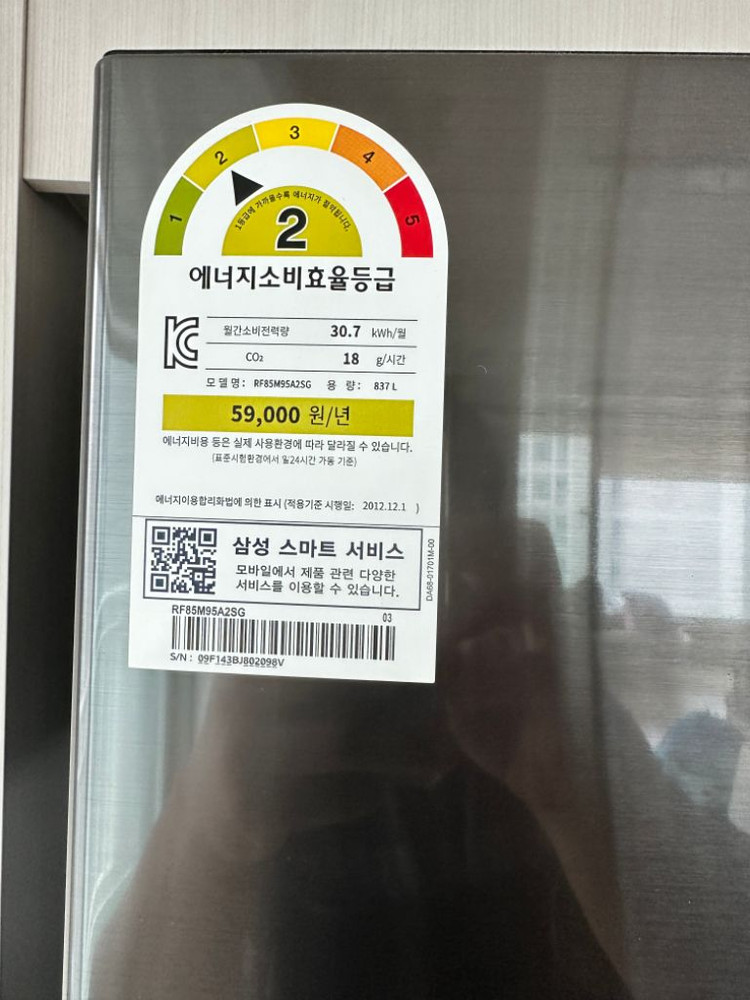 1 2 3 4 5
1등급에 가까울수록 에너지가 절약됩니다.
2
에너지소비효율등급
월간소비전력량 30.7 kWh/월
CO₂ 18 g/시간
모델명: RF85M95A2SG 용 량: 837 L
59,000 원/년
에너지비용 등은 실제 사용환경에 따라 달라질 수 있습니다.
(표준시험환경에서 일24시간 가동 기준)
에너지이용합리화법에 의한 표시 (적용기준 시행일: 2012.12.1 )
삼성 스마트 서비스
모바일에서 제품 관련 다양한
서비스를 이용할 수 있습니다.
DA68-01701M-00
RF85M95A2SG 03
S/N : 09F143BJ802098V